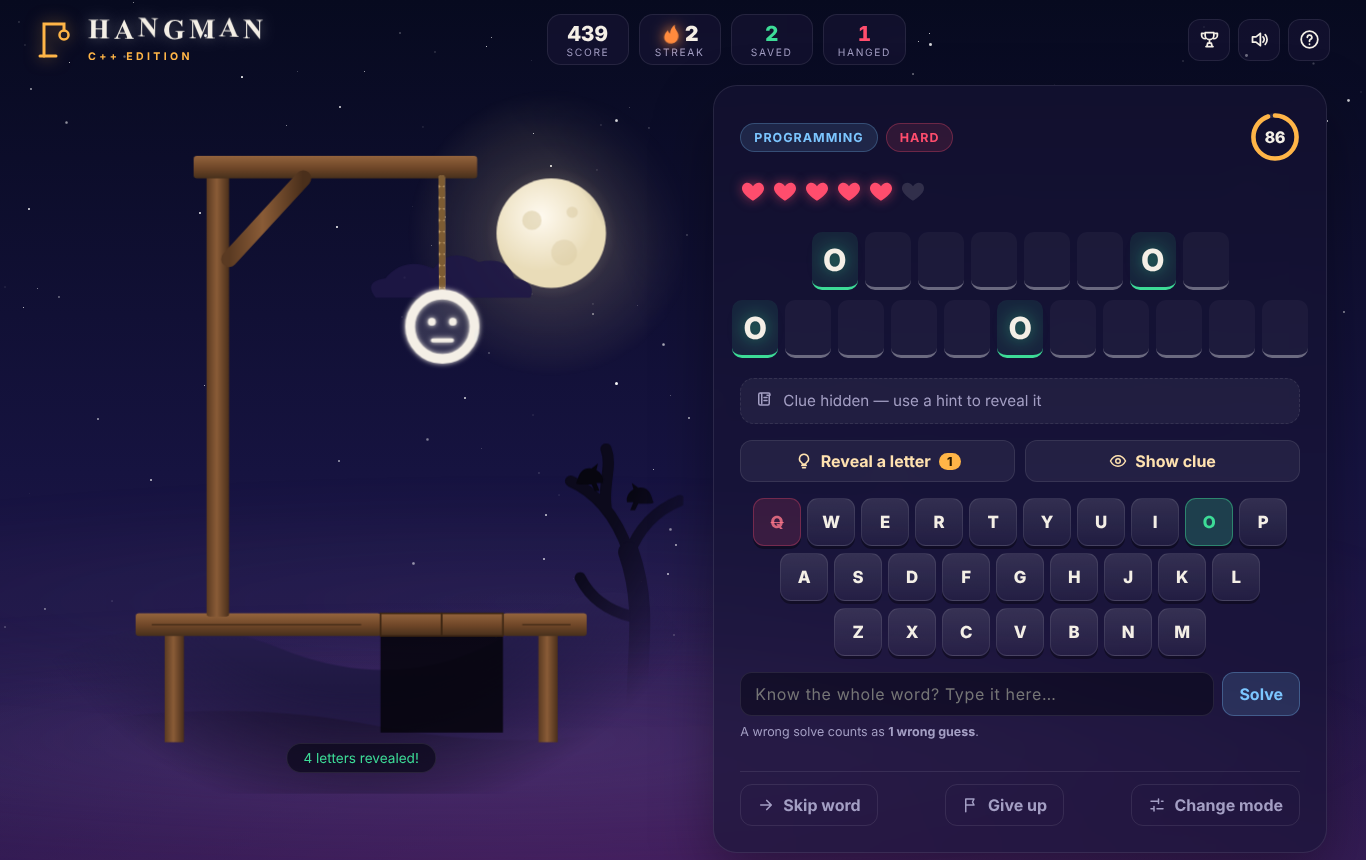 HANGMAN
C++ EDITION
439
SCORE
2
STREAK
2
SAVED
1
HANGED
PROGRAMMING
HARD
86
O O
O O
Clue hidden — use a hint to reveal it
Reveal a letter 1
Show clue
Q W E R T Y U I O P
A S D F G H J K L
Z X C V B N M
Know the whole word? Type it here...
Solve
A wrong solve counts as 1 wrong guess.
4 letters revealed!
Skip word
Give up
Change mode